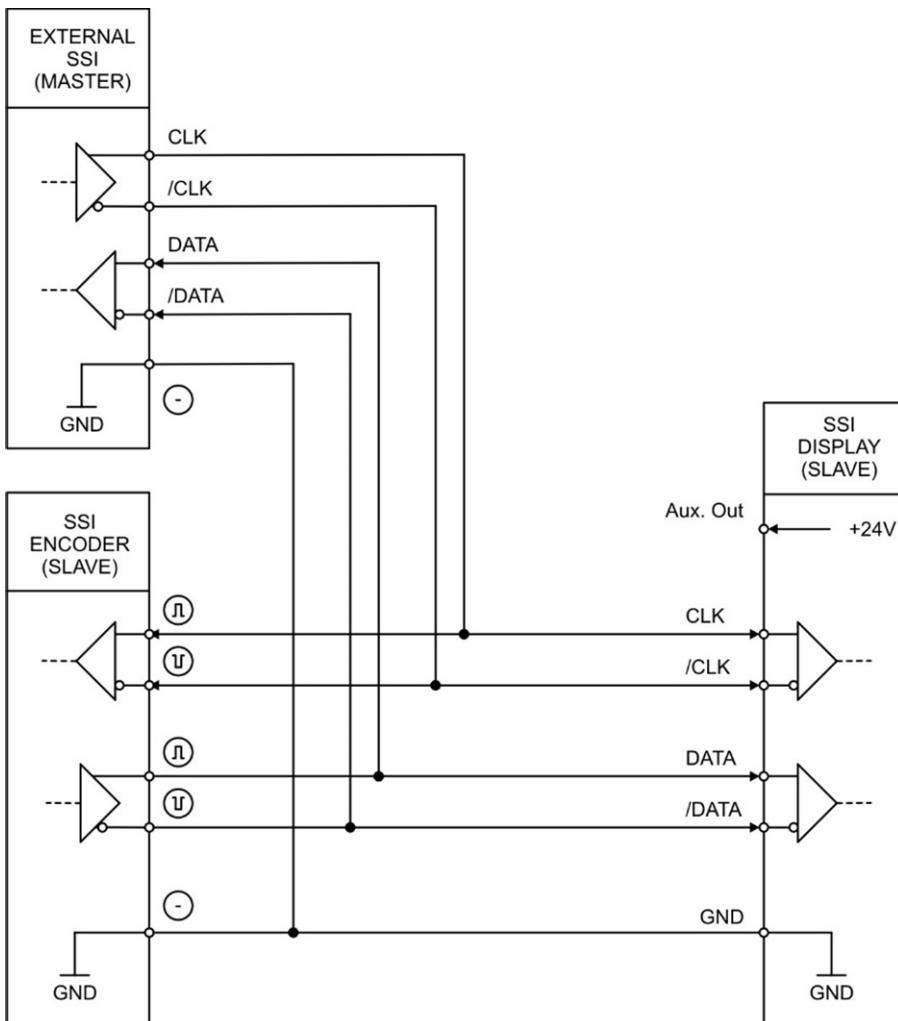 EXTERNAL
SSI
(MASTER)
CLK
/CLK
DATA
/DATA
-
GND
SSI
DISPLAY
(SLAVE)
Aux. Out
+24V
SSI
ENCODER
(SLAVE)
CLK
/CLK
DATA
/DATA
-
GND
GND
GND